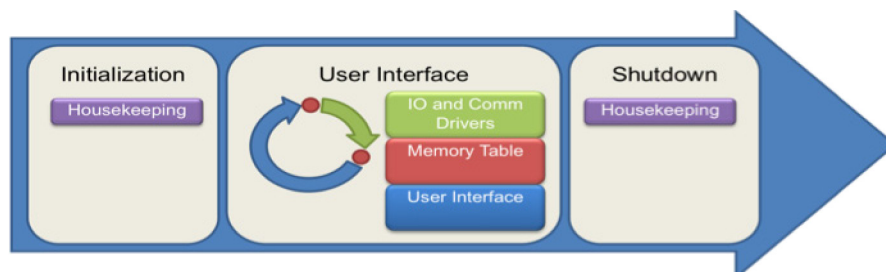 Initialization
Housekeeping
User Interface
IO and Comm
Drivers
Memory Table
User Interface
Shutdown
Housekeeping